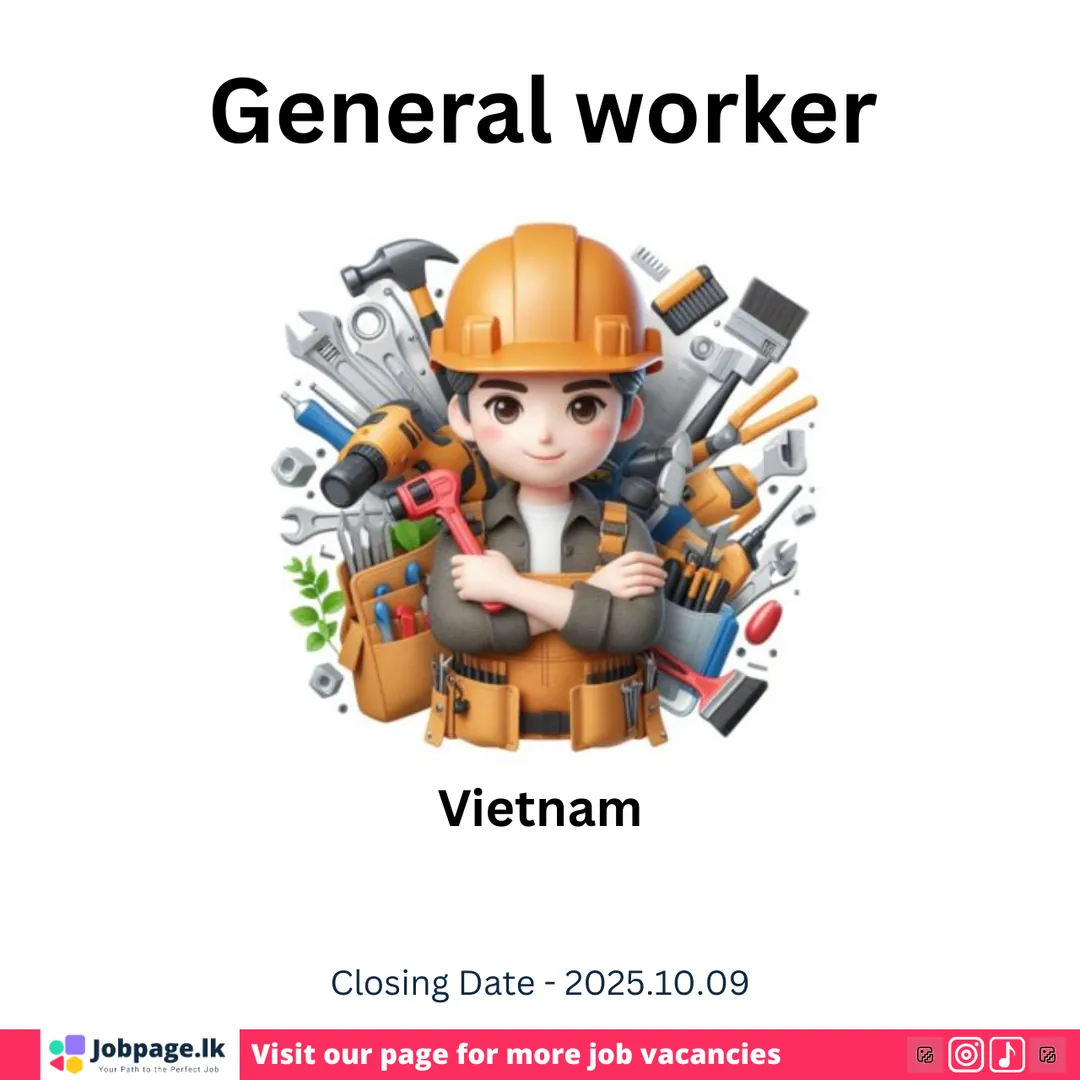 General worker
Vietnam
Closing Date - 2025.10.09
Jobpage.lk
Your Path to the Perfect Job
Visit our page for more job vacancies